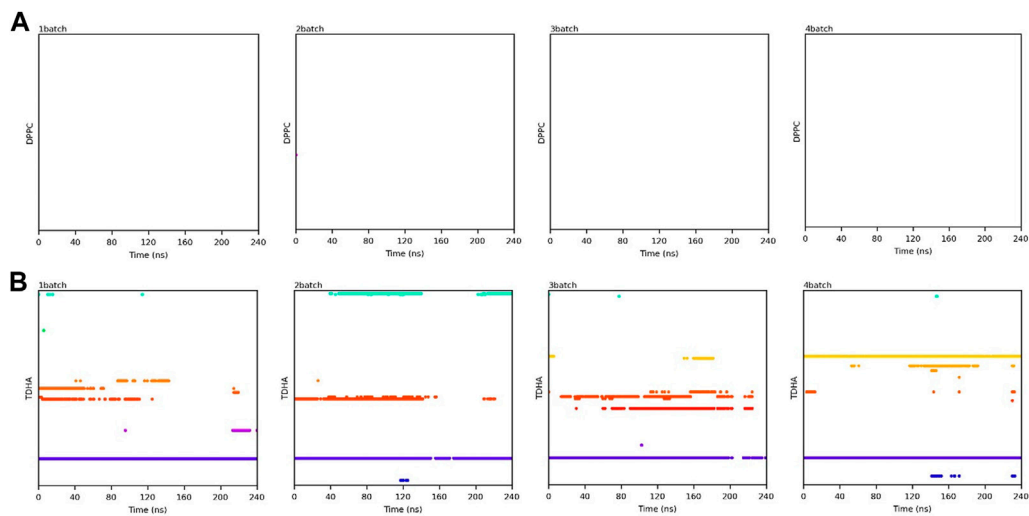 A
1batch 2batch 3batch 4batch
DPPC DPPC DPPC DPPC
0 40 80 120 160 200 240 0 40 80 120 160 200 240 0 40 80 120 160 200 240 0 40 80 120 160 200 240
Time (ns) Time (ns) Time (ns) Time (ns)
B
1batch 2batch 3batch 4batch
TDHA TDHA TDHA TDHA
0 40 80 120 160 200 240 0 40 80 120 160 200 240 0 40 80 120 160 200 240 0 40 80 120 160 200 240
Time (ns) Time (ns) Time (ns) Time (ns)